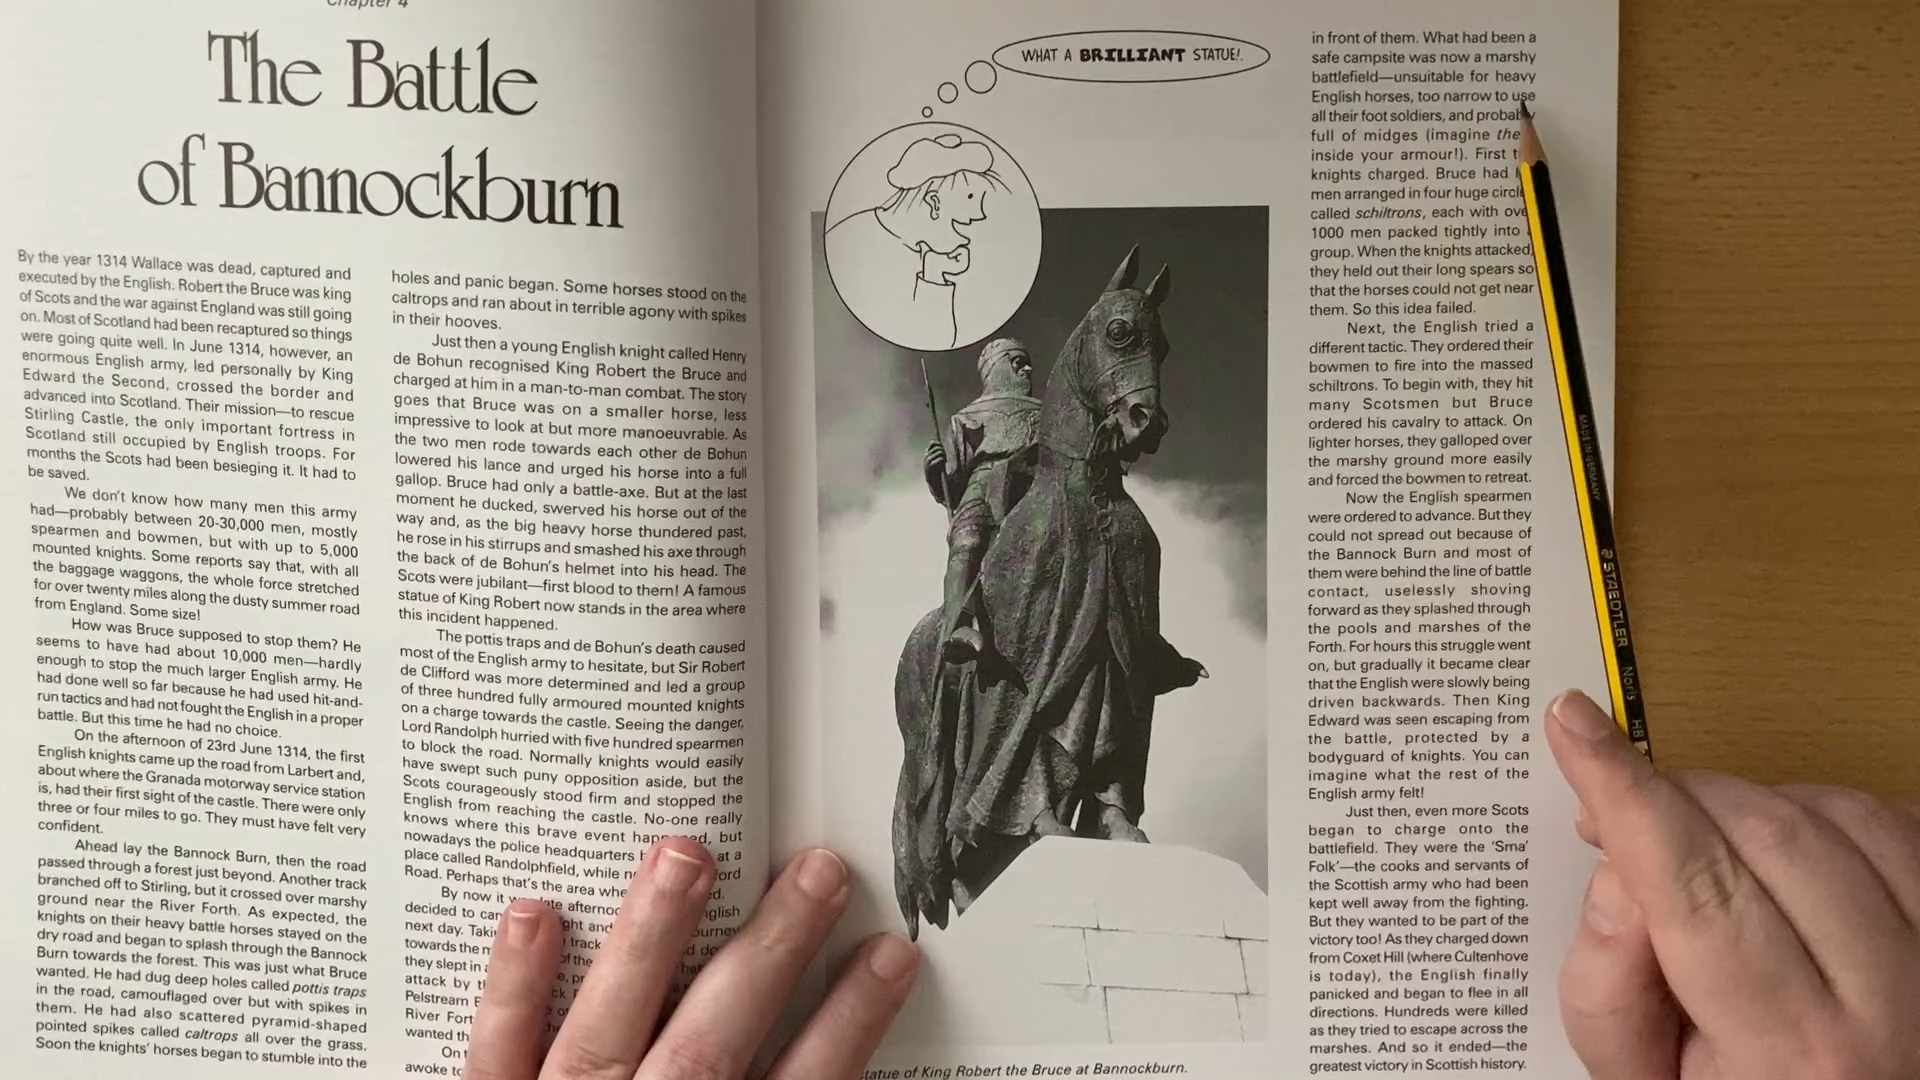 Chapter 4
The Battle
of Bannockburn
By the year 1314 Wallace was dead, captured and
executed by the English. Robert the Bruce was king
of Scots and the war against England was still going
on. Most of Scotland had been recaptured so things
were going quite well. In June 1314, however, an
enormous English army, led personally by King
Edward the Second, crossed the border and
advanced into Scotland. Their mission—to rescue
Stirling Castle, the only important fortress in
Scotland still occupied by English troops. For
months the Scots had been besieging it. It had to
be saved.
We don't know how many men this army
had—probably between 20-30,000 men, mostly
spearmen and bowmen, but with up to 5,000
mounted knights. Some reports say that, with all
the baggage waggons, the whole force stretched
for over twenty miles along the dusty summer road
from England. Some size!
How was Bruce supposed to stop them? He
seems to have had about 10,000 men—hardly
enough to stop the much larger English army. He
had done well so far because he had used hit-and-
run tactics and had not fought the English in a proper
battle. But this time he had no choice.
On the afternoon of 23rd June 1314, the first
English knights came up the road from Larbert and,
about where the Granada motorway service station
is, had their first sight of the castle. There were only
three or four miles to go. They must have felt very
confident.
Ahead lay the Bannock Burn, then the road
passed through a forest just beyond. Another track
branched off to Stirling, but it crossed over marshy
ground near the River Forth. As expected, the
knights on their heavy battle horses stayed on the
dry road and began to splash through the Bannock
Burn towards the forest. This was just what Bruce
wanted. He had dug deep holes called pottis traps
in the road, camouflaged over but with spikes in
them. He had also scattered pyramid-shaped
pointed spikes called caltrops all over the grass.
Soon the knights' horses began to stumble into the
holes and panic began. Some horses stood on the
caltrops and ran about in terrible agony with spikes
in their hooves.
Just then a young English knight called Henry
de Bohun recognised King Robert the Bruce and
charged at him in a man-to-man combat. The story
goes that Bruce was on a smaller horse, less
impressive to look at but more manoeuvrable. As
the two men rode towards each other de Bohun
lowered his lance and urged his horse into a full
gallop. Bruce had only a battle-axe. But at the last
moment he ducked, swerved his horse out of the
way and, as the big heavy horse thundered past,
he rose in his stirrups and smashed his axe through
the back of de Bohun's helmet into his head. The
Scots were jubilant—first blood to them! A famous
statue of King Robert now stands in the area where
this incident happened.
The pottis traps and de Bohun's death caused
most of the English army to hesitate, but Sir Robert
de Clifford was more determined and led a group
of three hundred fully armoured mounted knights
on a charge towards the castle. Seeing the danger,
Lord Randolph hurried with five hundred spearmen
to block the road. Normally knights would easily
have swept such puny opposition aside, but the
Scots courageously stood firm and stopped the
English from reaching the castle. No-one really
knows where this brave event happened, but
nowadays the police headquarters at a
place called Randolphfield, while
Road. Perhaps that's the area
By now it late
decided to and
next day. track
towards the of the
they slept in
attack by
Pelstream
River
wanted
On
awoke
WHAT A BRILLIANT STATUE!.
Statue of King Robert the Bruce at Bannockburn.
in front of them. What had been a
safe campsite was now a marshy
battlefield—unsuitable for heavy
English horses, too narrow to use
all their foot soldiers, and probably
full of midges (imagine
inside your armour!). First
knights charged. Bruce had
men arranged in four huge circles
called schiltrons, each with over
1000 men packed tightly into
group. When the knights attacked,
they held out their long spears so
that the horses could not get near
them. So this idea failed.
Next, the English tried a
different tactic. They ordered their
bowmen to fire into the massed
schiltrons. To begin with, they hit
many Scotsmen but Bruce
ordered his cavalry to attack. On
lighter horses, they galloped over
the marshy ground more easily
and forced the bowmen to retreat.
Now the English spearmen
were ordered to advance. But they
could not spread out because of
the Bannock Burn and most of
them were behind the line of battle
contact, uselessly shoving
forward as they splashed through
the pools and marshes of the
Forth. For hours this struggle went
on, but gradually it became clear
that the English were slowly being
driven backwards. Then King
Edward was seen escaping from
the battle, protected by a
bodyguard of knights. You can
imagine what the rest of the
English army felt!
Just then, even more Scots
began to charge onto the
battlefield. They were the 'Sma'
Folk'—the cooks and servants of
the Scottish army who had been
kept well away from the fighting.
But they wanted to be part of the
victory too! As they charged down
from Coxet Hill (where Cultenhove
is today), the English finally
panicked and began to flee in all
directions. Hundreds were killed
as they tried to escape across the
marshes. And so it ended—the
greatest victory in Scottish history.
MADE IN GERMANY
STAEDTLER Noris HB